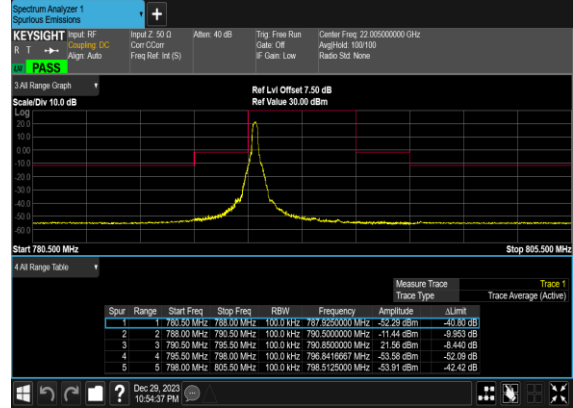 Spectrum Analyzer 1
Spurious Emissions
+
KEYSIGHT Input: RF Input Z: 50 Ω Atten: 40 dB Trig: Free Run Center Freq: 22.005000000 GHz
R T Coupling: DC Corr CCorr Gate: Off Avg|Hold: 100/100
Align: Auto Freq Ref: Int (S) IF Gain: Low Radio Std: None
PASS
3 All Range Graph
Ref Lvl Offset 7.50 dB
Scale/Div 10.0 dB Ref Value 30.00 dBm
Log
20.0
10.0
0.00
-10.0
-20.0
-30.0
-40.0
-50.0
-60.0
Start 780.500 MHz Stop 805.500 MHz
4 All Range Table
Measure Trace Trace 1
Trace Type Trace Average (Active)
Spur Range Start Freq Stop Freq RBW Frequency Amplitude ΔLimit
1 1 780.50 MHz 788.00 MHz 100.0 kHz 787.9250000 MHz -52.29 dBm -40.80 dB
2 2 788.00 MHz 790.50 MHz 100.0 kHz 790.5000000 MHz -11.44 dBm -9.953 dB
3 3 790.50 MHz 795.50 MHz 100.0 kHz 790.8500000 MHz 21.56 dBm -8.440 dB
4 4 795.50 MHz 798.00 MHz 100.0 kHz 796.8416667 MHz -53.58 dBm -52.09 dB
5 5 798.00 MHz 805.50 MHz 100.0 kHz 798.5125000 MHz -53.91 dBm -42.42 dB
? Dec 29, 2023
10:54:37 PM